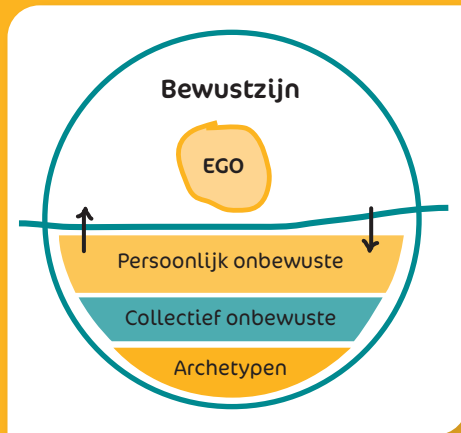 Bewustzijn
EGO
Persoonlijk onbewuste
Collectief onbewuste
Archetypen